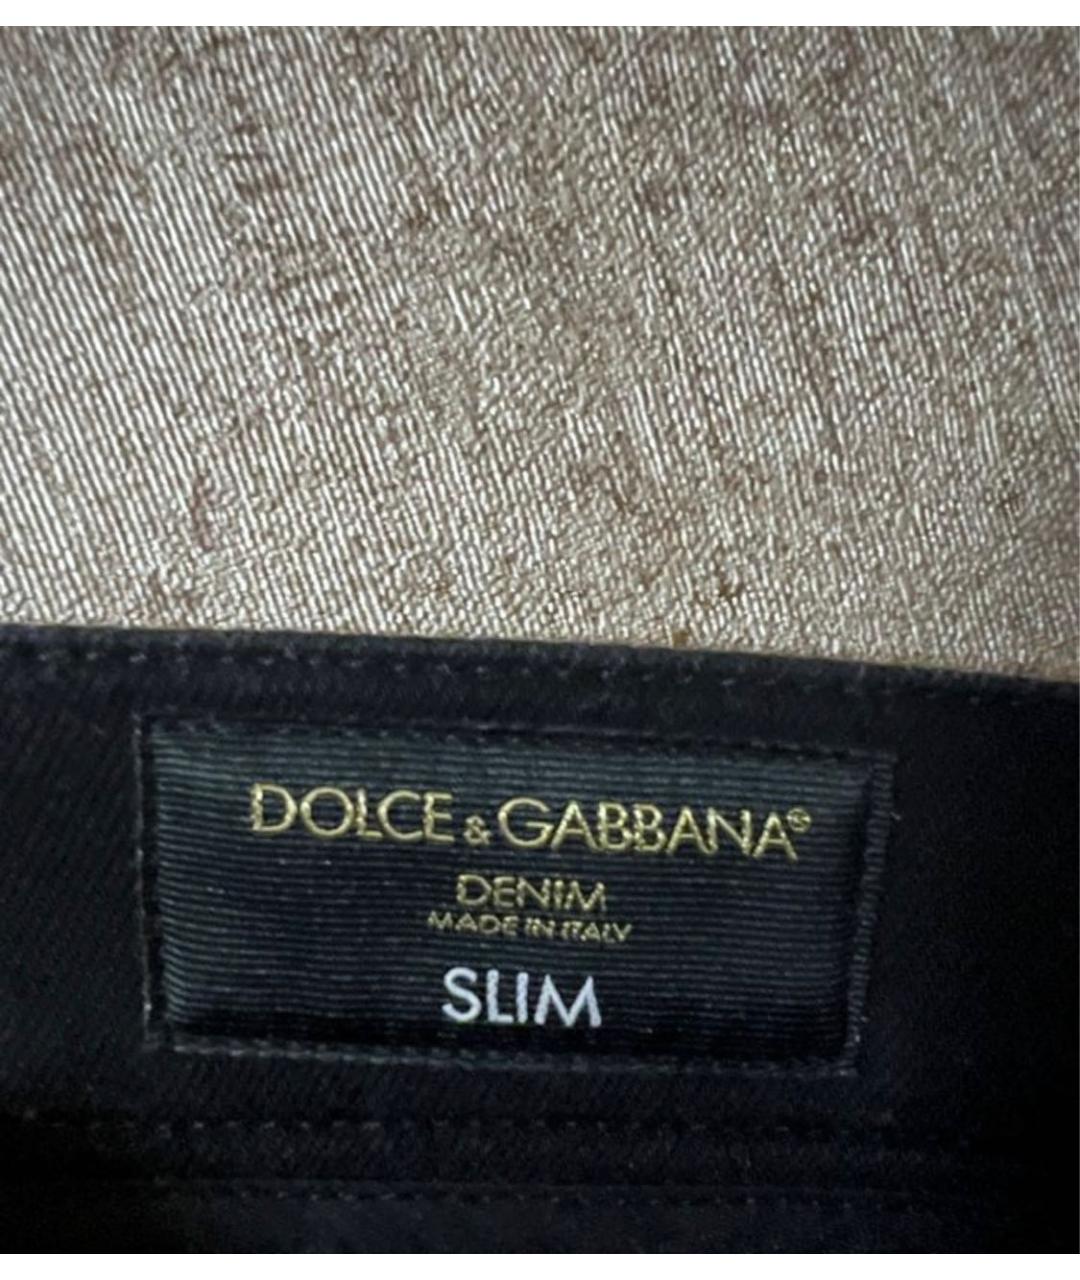 DOLCE & GABBANA®
DENIM
MADE IN ITALY
SLIM